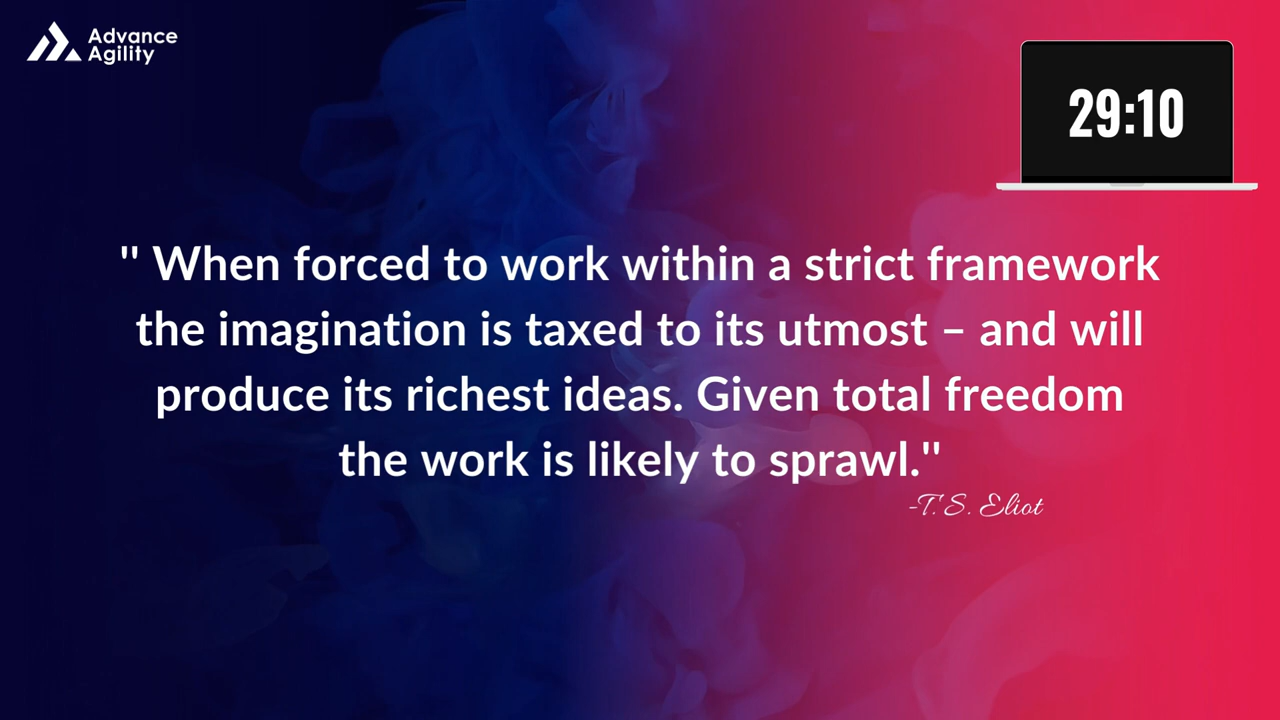 Advance
Agility
29:10
" When forced to work within a strict framework
the imagination is taxed to its utmost – and will
produce its richest ideas. Given total freedom
the work is likely to sprawl."
-T. S. Eliot